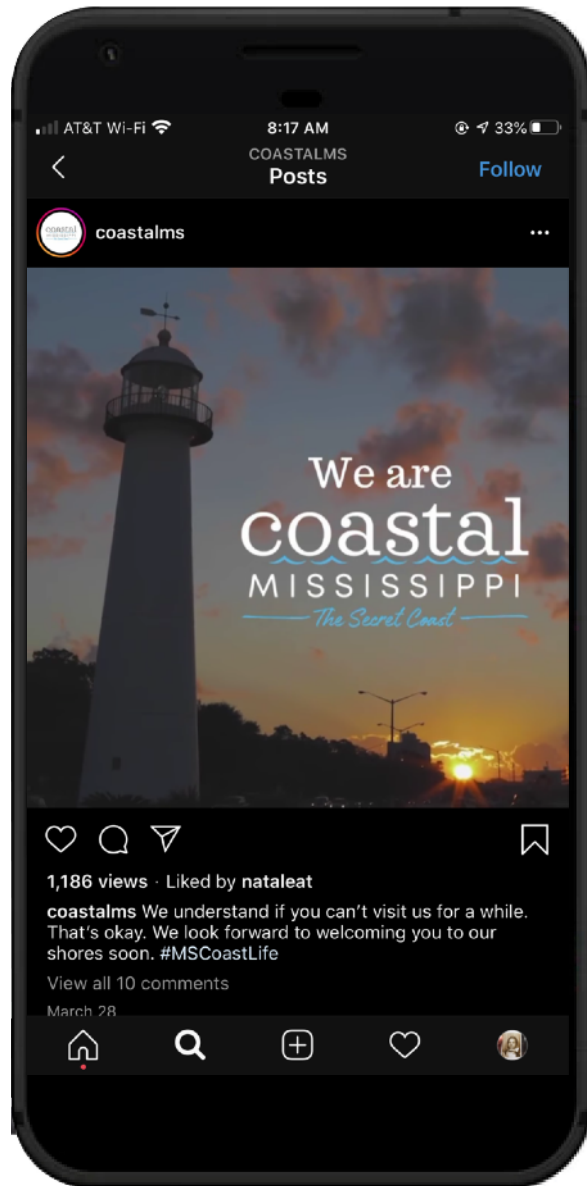 AT&T Wi-Fi 8:17 AM 33%
COASTALMS
Posts
Follow
coastalms
We are
coastal
MISSISSIPPI
The Secret Coast
1,186 views · Liked by nataleat
coastalms We understand if you can't visit us for a while.
That's okay. We look forward to welcoming you to our
shores soon. #MSCoastLife
View all 10 comments
March 28